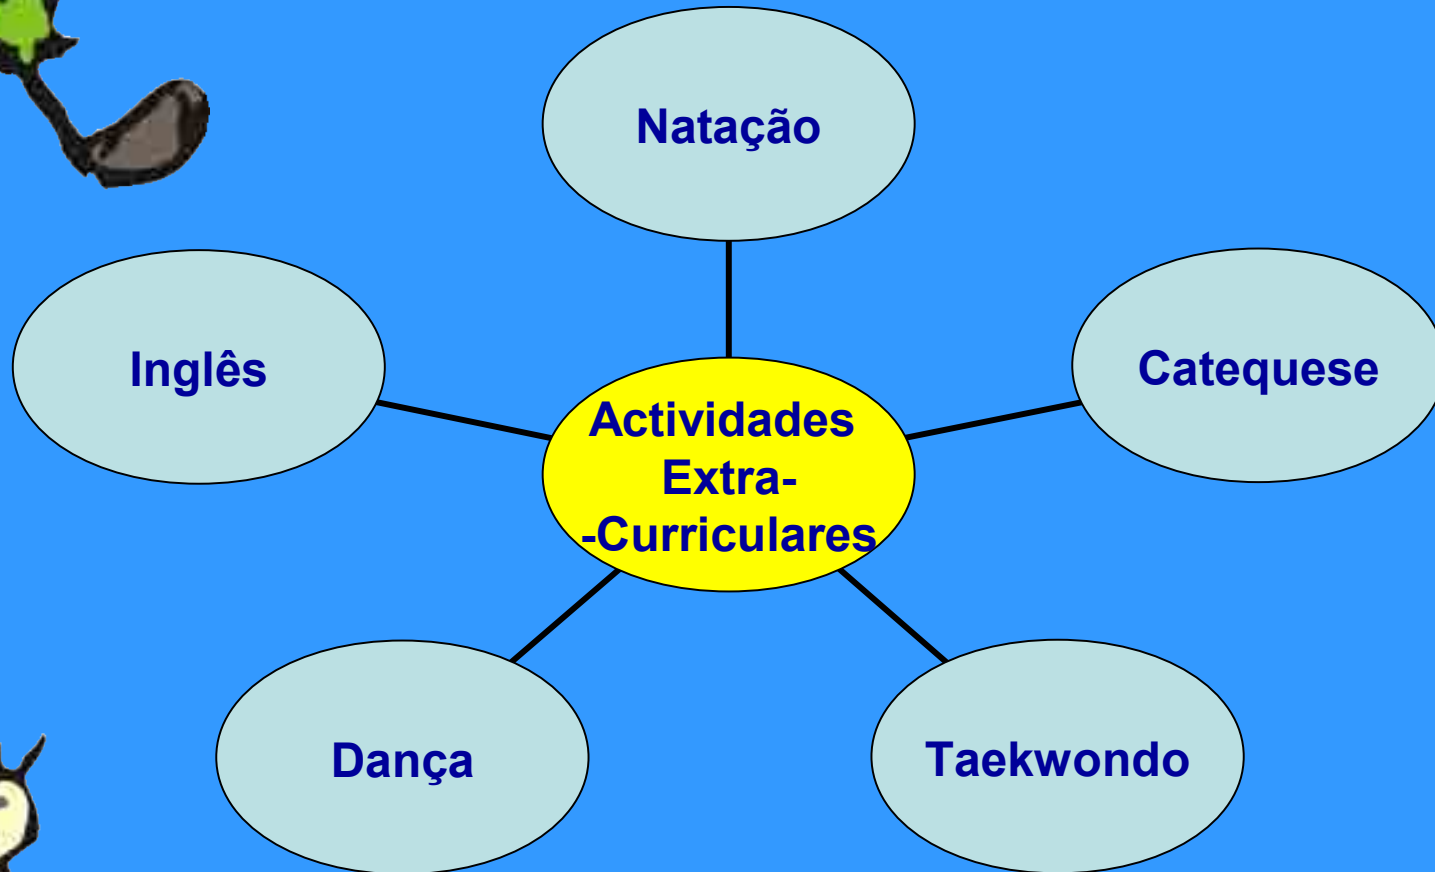 Natação
Inglês
Catequese
Actividades
Extra-
-Curriculares
Dança
Taekwondo